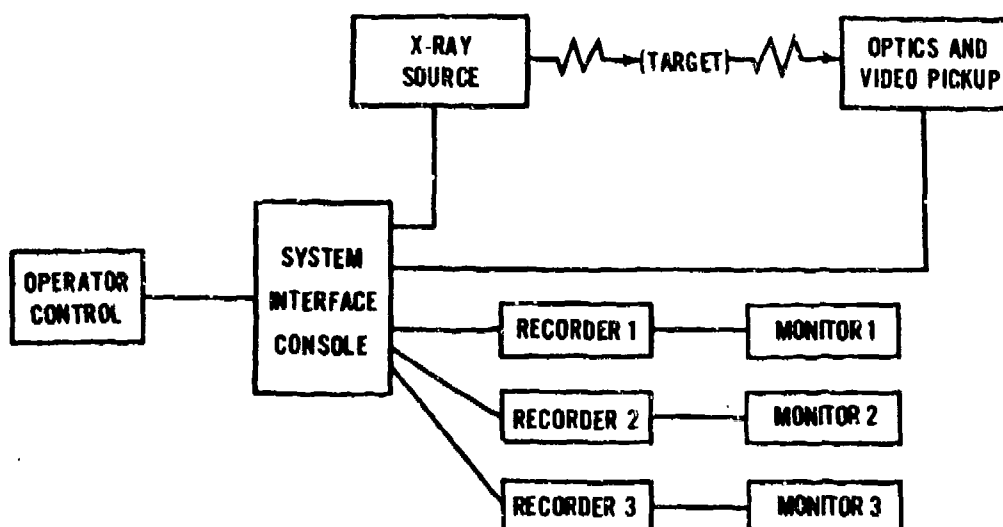 X-RAY
SOURCE
(TARGET)
OPTICS AND
VIDEO PICKUP
OPERATOR
CONTROL
SYSTEM
INTERFACE
CONSOLE
RECORDER 1
MONITOR 1
RECORDER 2
MONITOR 2
RECORDER 3
MONITOR 3